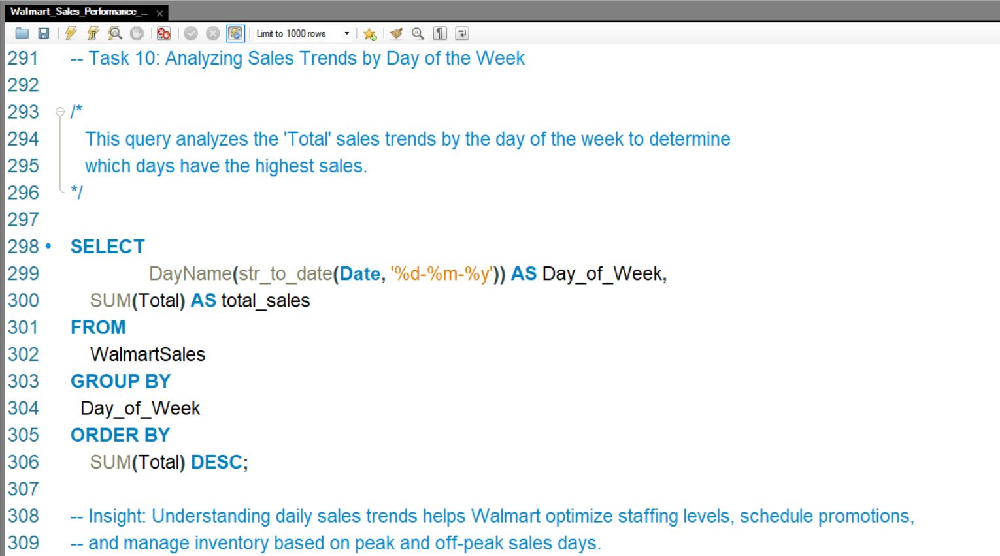 Walmart_Sales_Performance_...
Limit to 1000 rows
291 -- Task 10: Analyzing Sales Trends by Day of the Week
292
293 /*
294 This query analyzes the 'Total' sales trends by the day of the week to determine
295 which days have the highest sales.
296 */
297
298 SELECT
299 DayName(str_to_date(Date, '%d-%m-%y')) AS Day_of_Week,
300 SUM(Total) AS total_sales
301 FROM
302 WalmartSales
303 GROUP BY
304 Day_of_Week
305 ORDER BY
306 SUM(Total) DESC;
307
308 -- Insight: Understanding daily sales trends helps Walmart optimize staffing levels, schedule promotions,
309 -- and manage inventory based on peak and off-peak sales days.